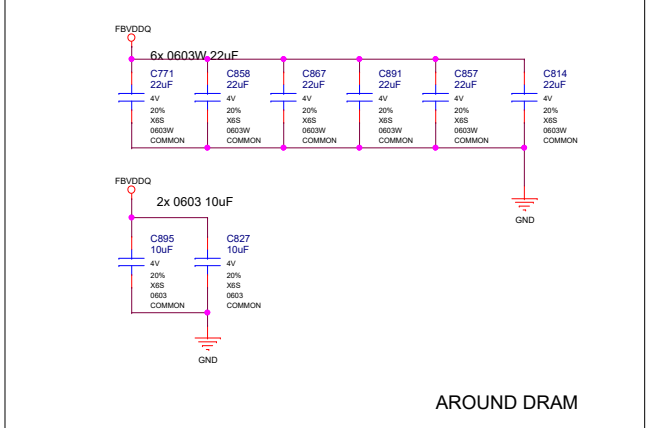 FBVDDQ
6x 0603W 22uF
C771 C858 C867 C891 C857 C814
22uF 22uF 22uF 22uF 22uF 22uF
4V 4V 4V 4V 4V 4V
20% 20% 20% 20% 20% 20%
X6S X6S X6S X6S X6S X6S
0603W 0603W 0603W 0603W 0603W 0603W
COMMON COMMON COMMON COMMON COMMON COMMON
GND
FBVDDQ
2x 0603 10uF
C895 C827
10uF 10uF
4V 4V
20% 20%
X6S X6S
0603 0603
COMMON COMMON
GND
AROUND DRAM